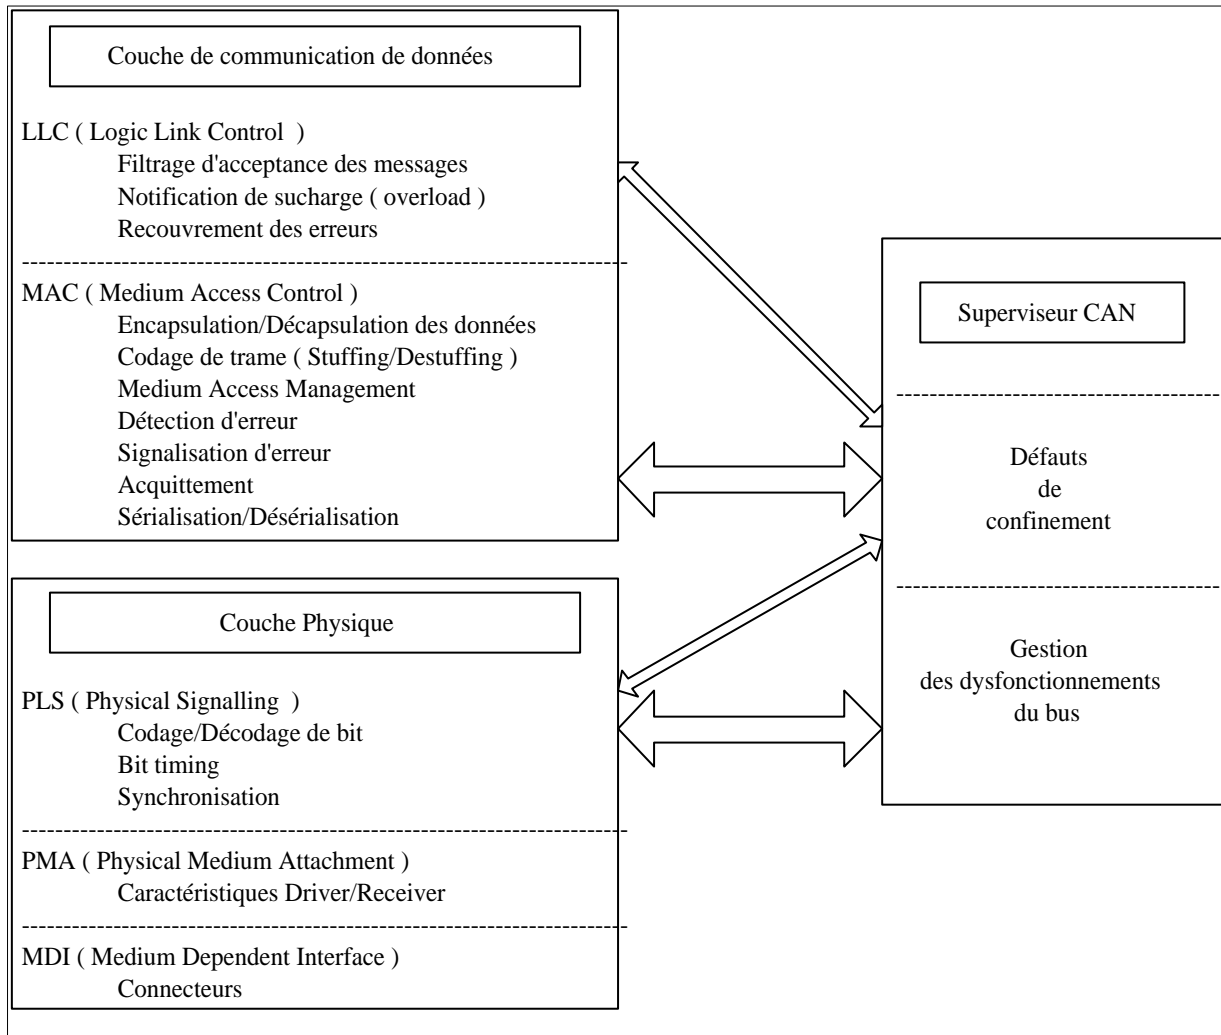 Couche de communication de données
LLC ( Logic Link Control )
Filtrage d'acceptance des messages
Notification de sucharge ( overload )
Recouvrement des erreurs
MAC ( Medium Access Control )
Encapsulation/Décapsulation des données
Codage de trame ( Stuffing/Destuffing )
Medium Access Management
Détection d'erreur
Signalisation d'erreur
Acquittement
Sérialisation/Désérialisation
Couche Physique
PLS ( Physical Signalling )
Codage/Décodage de bit
Bit timing
Synchronisation
PMA ( Physical Medium Attachment )
Caractéristiques Driver/Receiver
MDI ( Medium Dependent Interface )
Connecteurs
Superviseur CAN
Défauts
de
confinement
Gestion
des dysfonctionnements
du bus